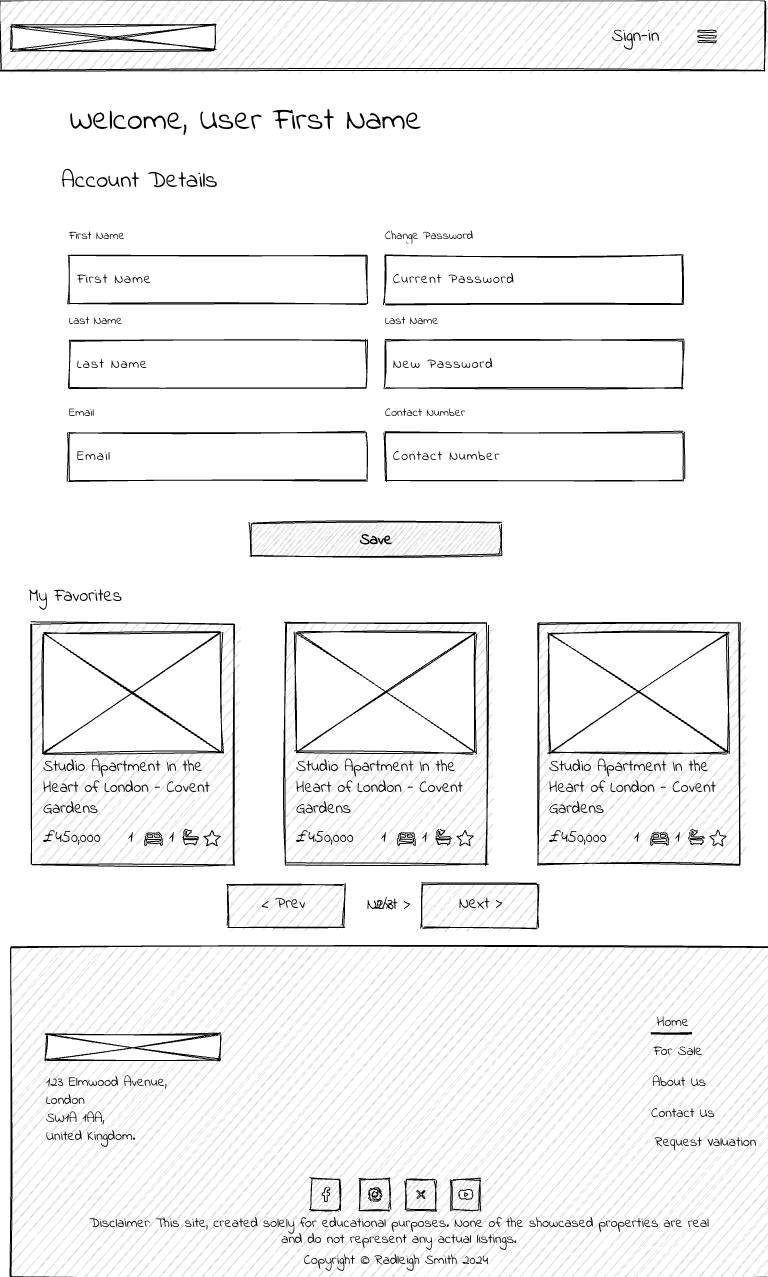 Sign-in
Welcome, User First Name
Account Details
First Name
Change Password
First Name
Current Password
Last Name
Last Name
Last Name
New Password
Email
Contact Number
Email
Contact Number
Save
My Favorites
Studio Apartment in the
Heart of London - Covent
Gardens
£450,000 1 1
Studio Apartment in the
Heart of London - Covent
Gardens
£450,000 1 1
Studio Apartment in the
Heart of London - Covent
Gardens
£450,000 1 1
< Prev
>
Next >
Home
For Sale
About Us
Contact Us
Request Valuation
123 Elmwood Avenue,
London
SW1A 1AA,
United Kingdom.
Disclaimer: This site, created solely for educational purposes. None of the showcased properties are real
and do not represent any actual listings.
Copyright © Radleigh Smith 2024